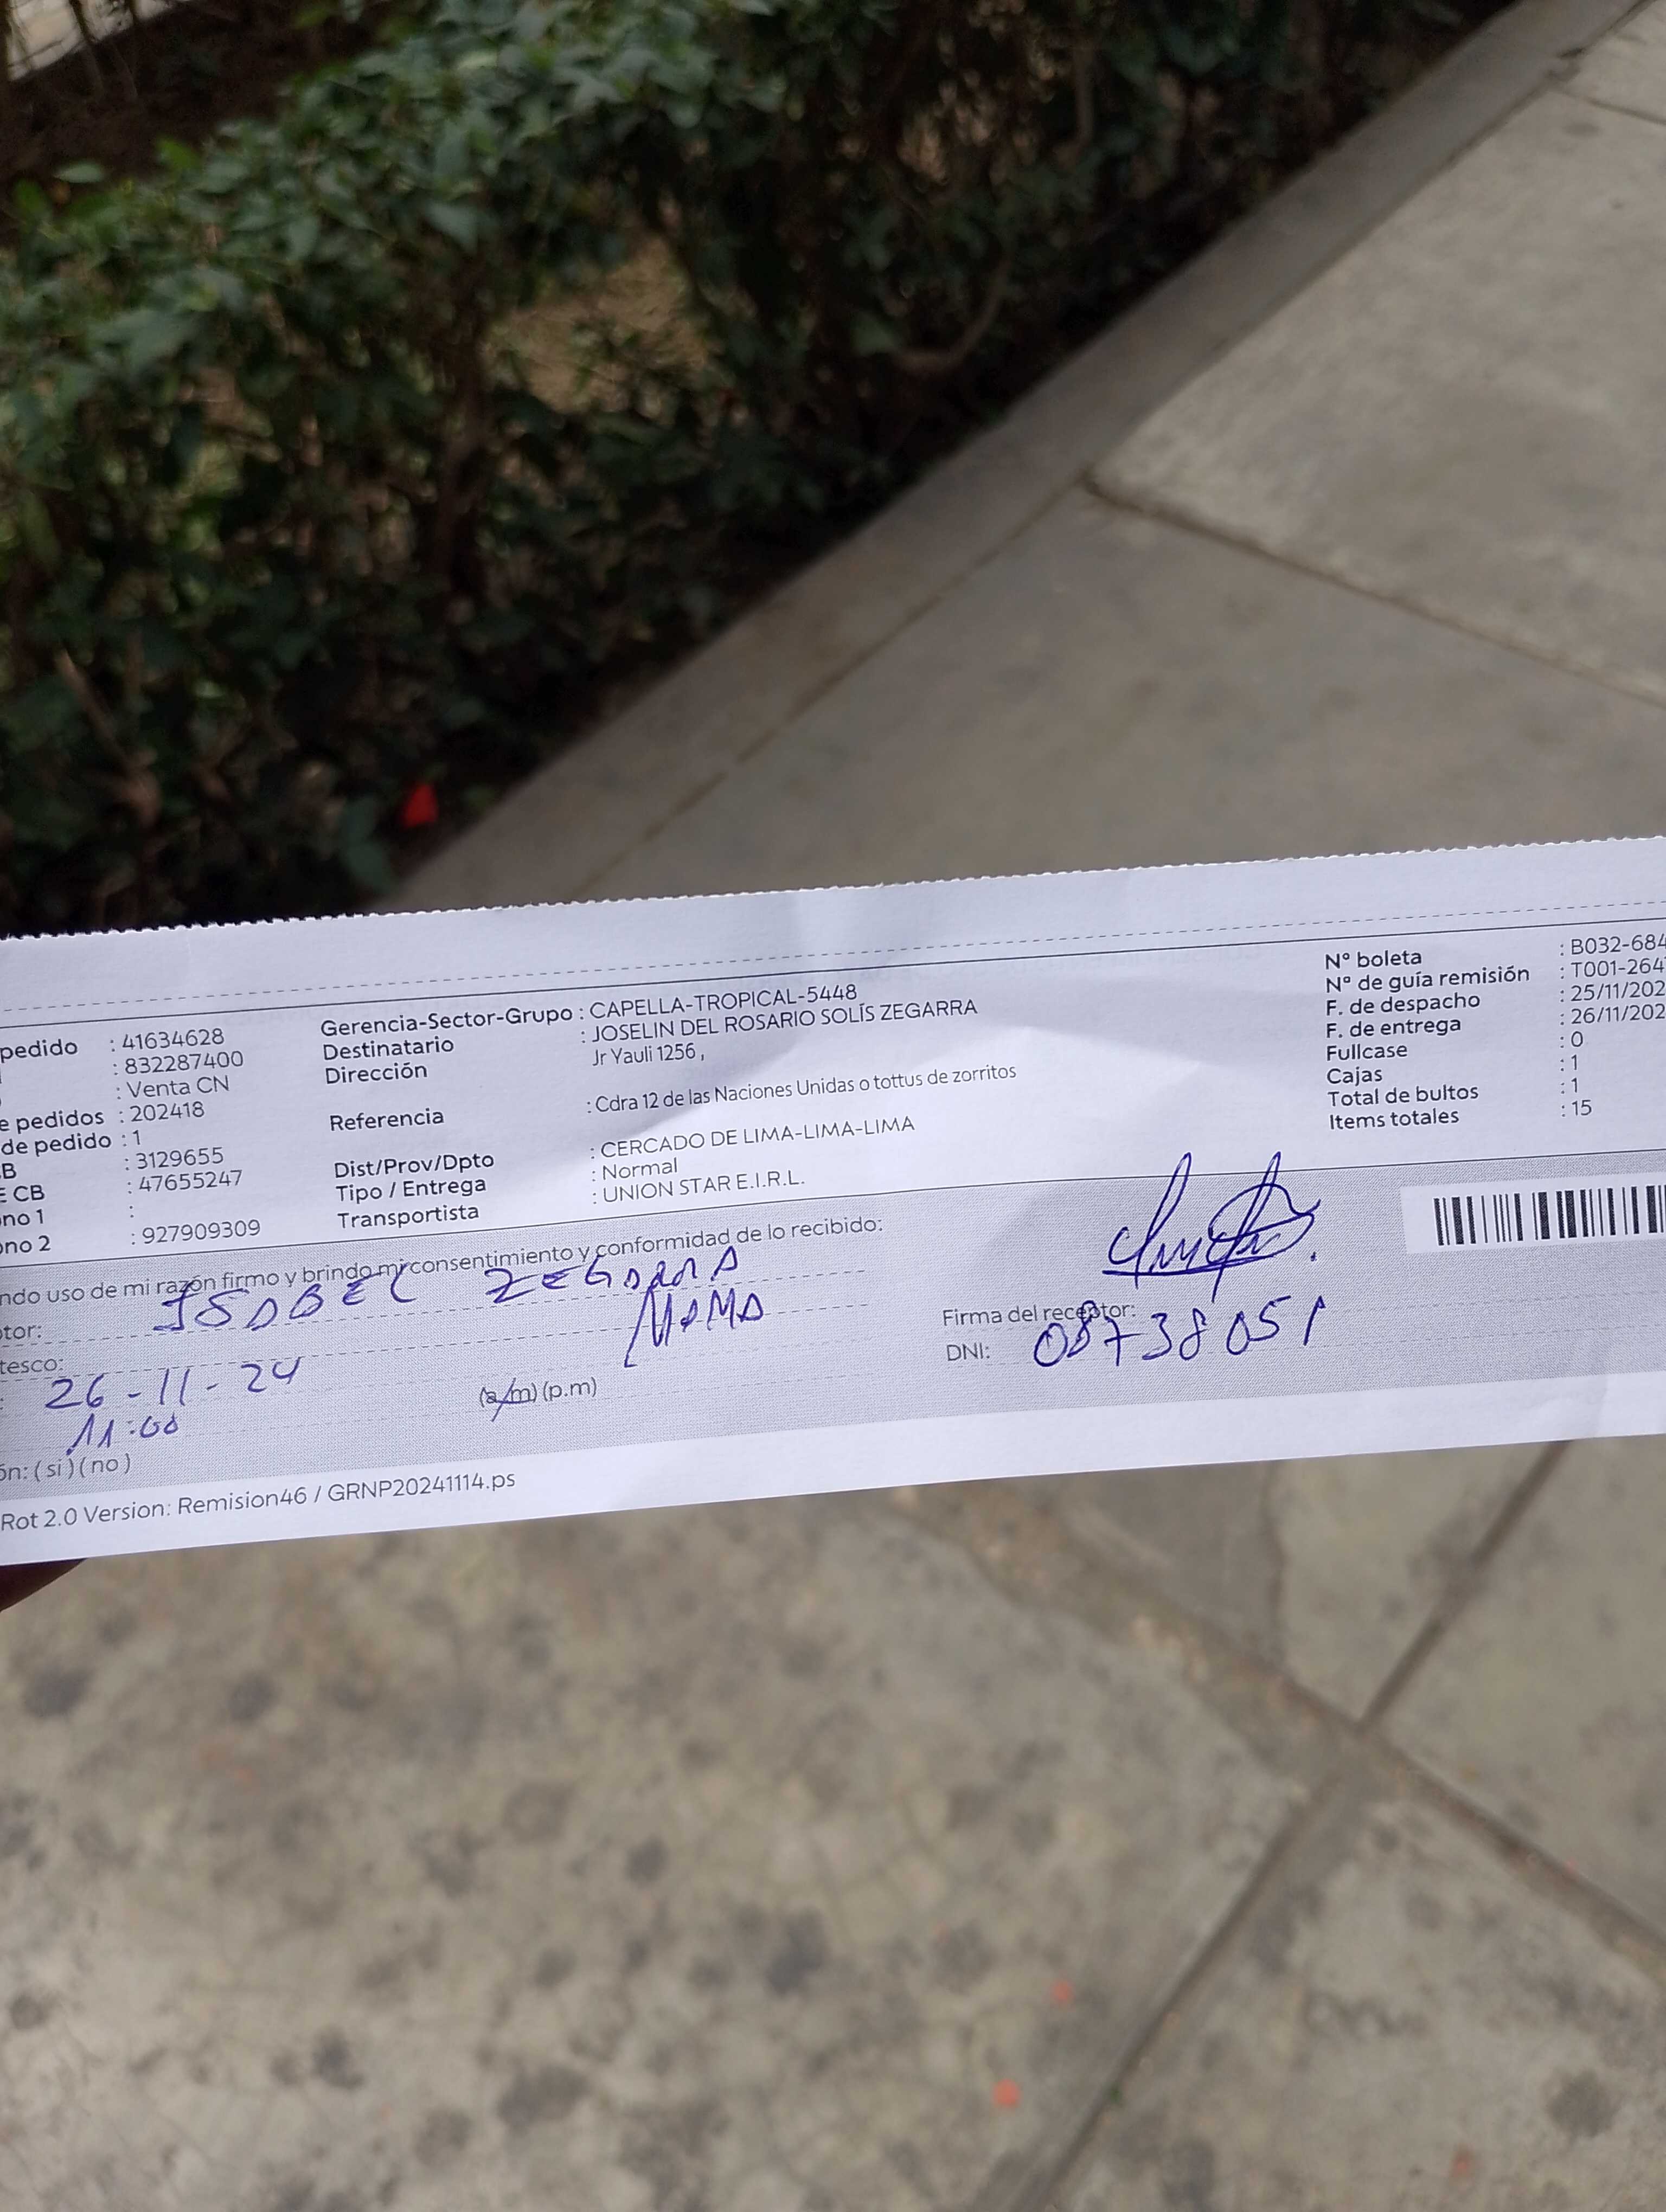 pedido : 41634628
: 832287400
: Venta CN
e pedidos : 202418
de pedido : 1
B : 3129655
E CB : 47655247
no 1 :
ono 2 : 927909309
Gerencia-Sector-Grupo : CAPELLA-TROPICAL-5448
Destinatario : JOSELIN DEL ROSARIO SOLÍS ZEGARRA
Dirección Jr Yauli 1256 ,
Referencia : Cdra 12 de las Naciones Unidas o tottus de zorritos
Dist/Prov/Dpto : CERCADO DE LIMA-LIMA-LIMA
Tipo / Entrega : Normal
Transportista : UNION STAR E.I.R.L.
N° boleta : B032-684
N° de guía remisión : T001-264
F. de despacho : 25/11/202
F. de entrega : 26/11/202
Fullcase : 0
Cajas : 1
Total de bultos : 1
Items totales : 15
ndo uso de mi razón firmo y brindo mi consentimiento y conformidad de lo recibido:
tor: ISABEL ZEGARRA
tesco: MAMA
: 26-11-24
11:00 (a.m) (p.m)
ón: ( si ) ( no )
Firma del receptor:
DNI: 08738051
Rot 2.0 Version: Remision46 / GRNP20241114.ps